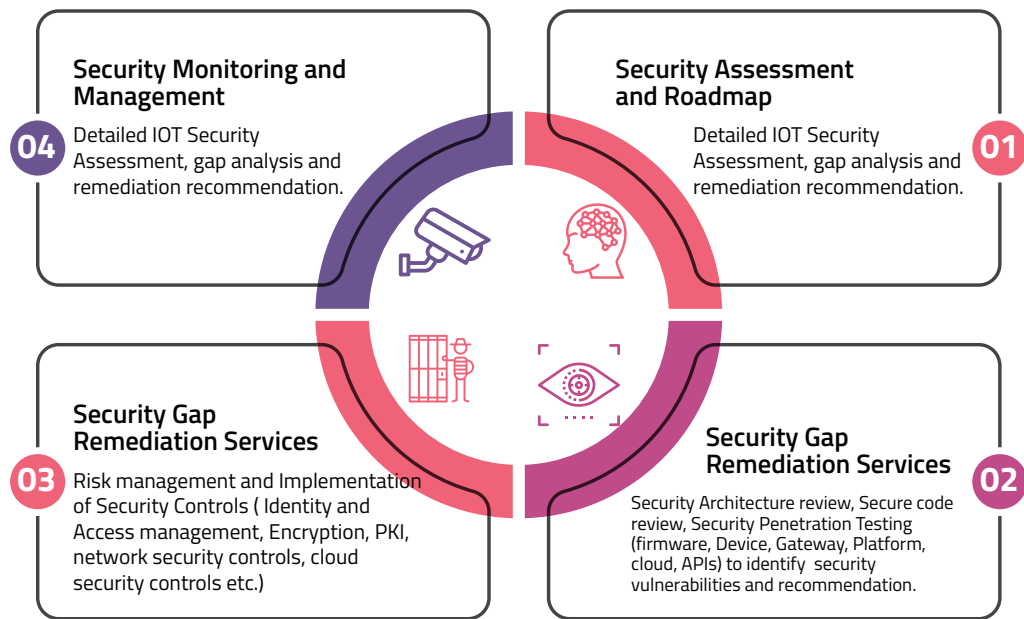 Security Monitoring and
Management
04
Detailed IOT Security
Assessment, gap analysis and
remediation recommendation.
Security Assessment
and Roadmap
Detailed IOT Security
Assessment, gap analysis and
remediation recommendation.
01
Security Gap
Remediation Services
03
Risk management and Implementation
of Security Controls ( Identity and
Access management, Encryption, PKI,
network security controls, cloud
security controls etc.)
Security Gap
Remediation Services
02
Security Architecture review, Secure code
review, Security Penetration Testing
(firmware, Device, Gateway, Platform,
cloud, APIs) to identify  security
vulnerabilities and recommendation.